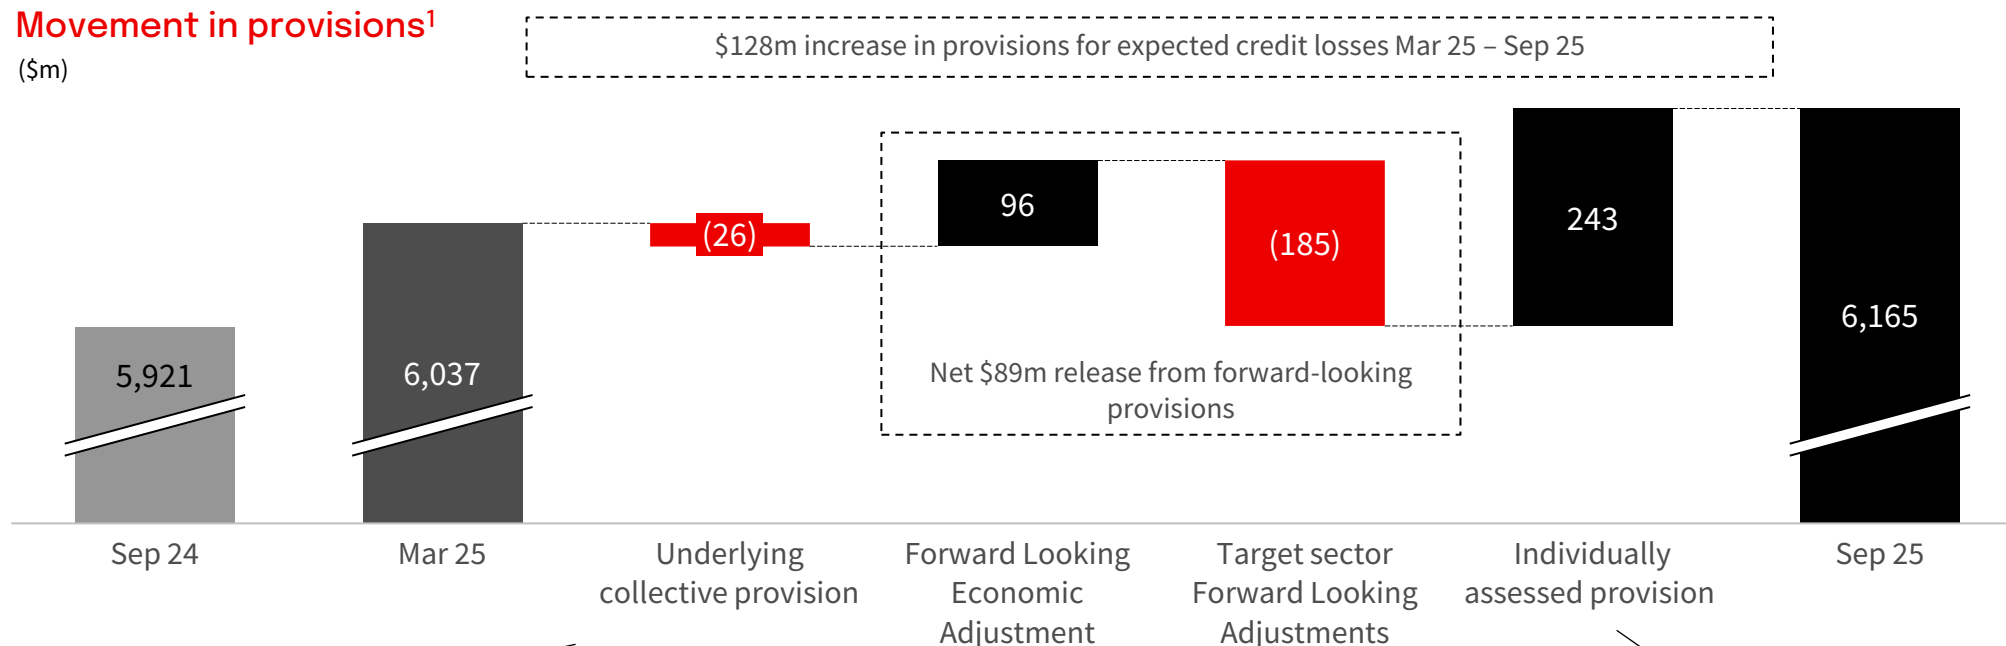 Movement in provisions¹
($m)
$128m increase in provisions for expected credit losses Mar 25 – Sep 25
5,921
6,037
(26)
96
(185)
243
6,165
Net $89m release from forward-looking
provisions
Sep 24
Mar 25
Underlying
collective provision
Forward Looking
Economic
Adjustment
Target sector
Forward Looking
Adjustments
Individually
assessed provision
Sep 25